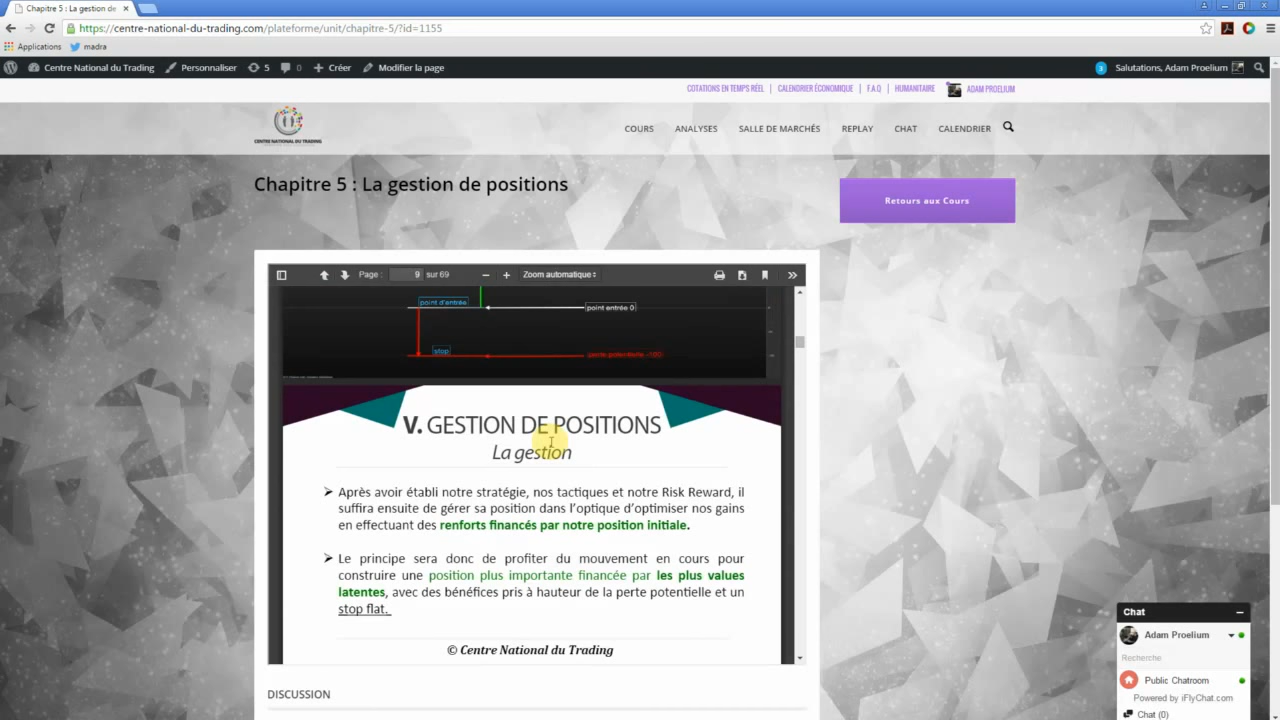 Chapitre 5 : La gestion de
https://centre-national-du-trading.com/plateforme/unit/chapitre-5/?id=1155
Applications
madra
Centre National du Trading
Personnaliser
5
0
Créer
Modifier la page
3
Salutations, Adam Proelium
COTATIONS EN TEMPS RÉEL | CALENDRIER ÉCONOMIQUE | F.A.Q | HUMANITAIRE
ADAM PROELIUM
CENTRE NATIONAL DU TRADING
COURS
ANALYSES
SALLE DE MARCHÉS
REPLAY
CHAT
CALENDRIER
Chapitre 5 : La gestion de positions
Retours aux Cours
Page : 9 sur 69
Zoom automatique
point d'entrée
point entrée 0
stop
perte potentielle -100
V. GESTION DE POSITIONS
La gestion
➢ Après avoir établi notre stratégie, nos tactiques et notre Risk Reward, il
suffira ensuite de gérer sa position dans l'optique d'optimiser nos gains
en effectuant des renforts financés par notre position initiale.
➢ Le principe sera donc de profiter du mouvement en cours pour
construire une position plus importante financée par les plus values
latentes, avec des bénéfices pris à hauteur de la perte potentielle et un
stop flat.
© Centre National du Trading
DISCUSSION
Chat
Adam Proelium
Recherche
Public Chatroom
Powered by iFlyChat.com
Chat (0)